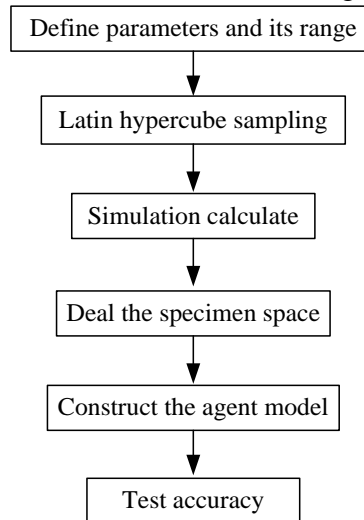 Define parameters and its range
Latin hypercube sampling
Simulation calculate
Deal the specimen space
Construct the agent model
Test accuracy